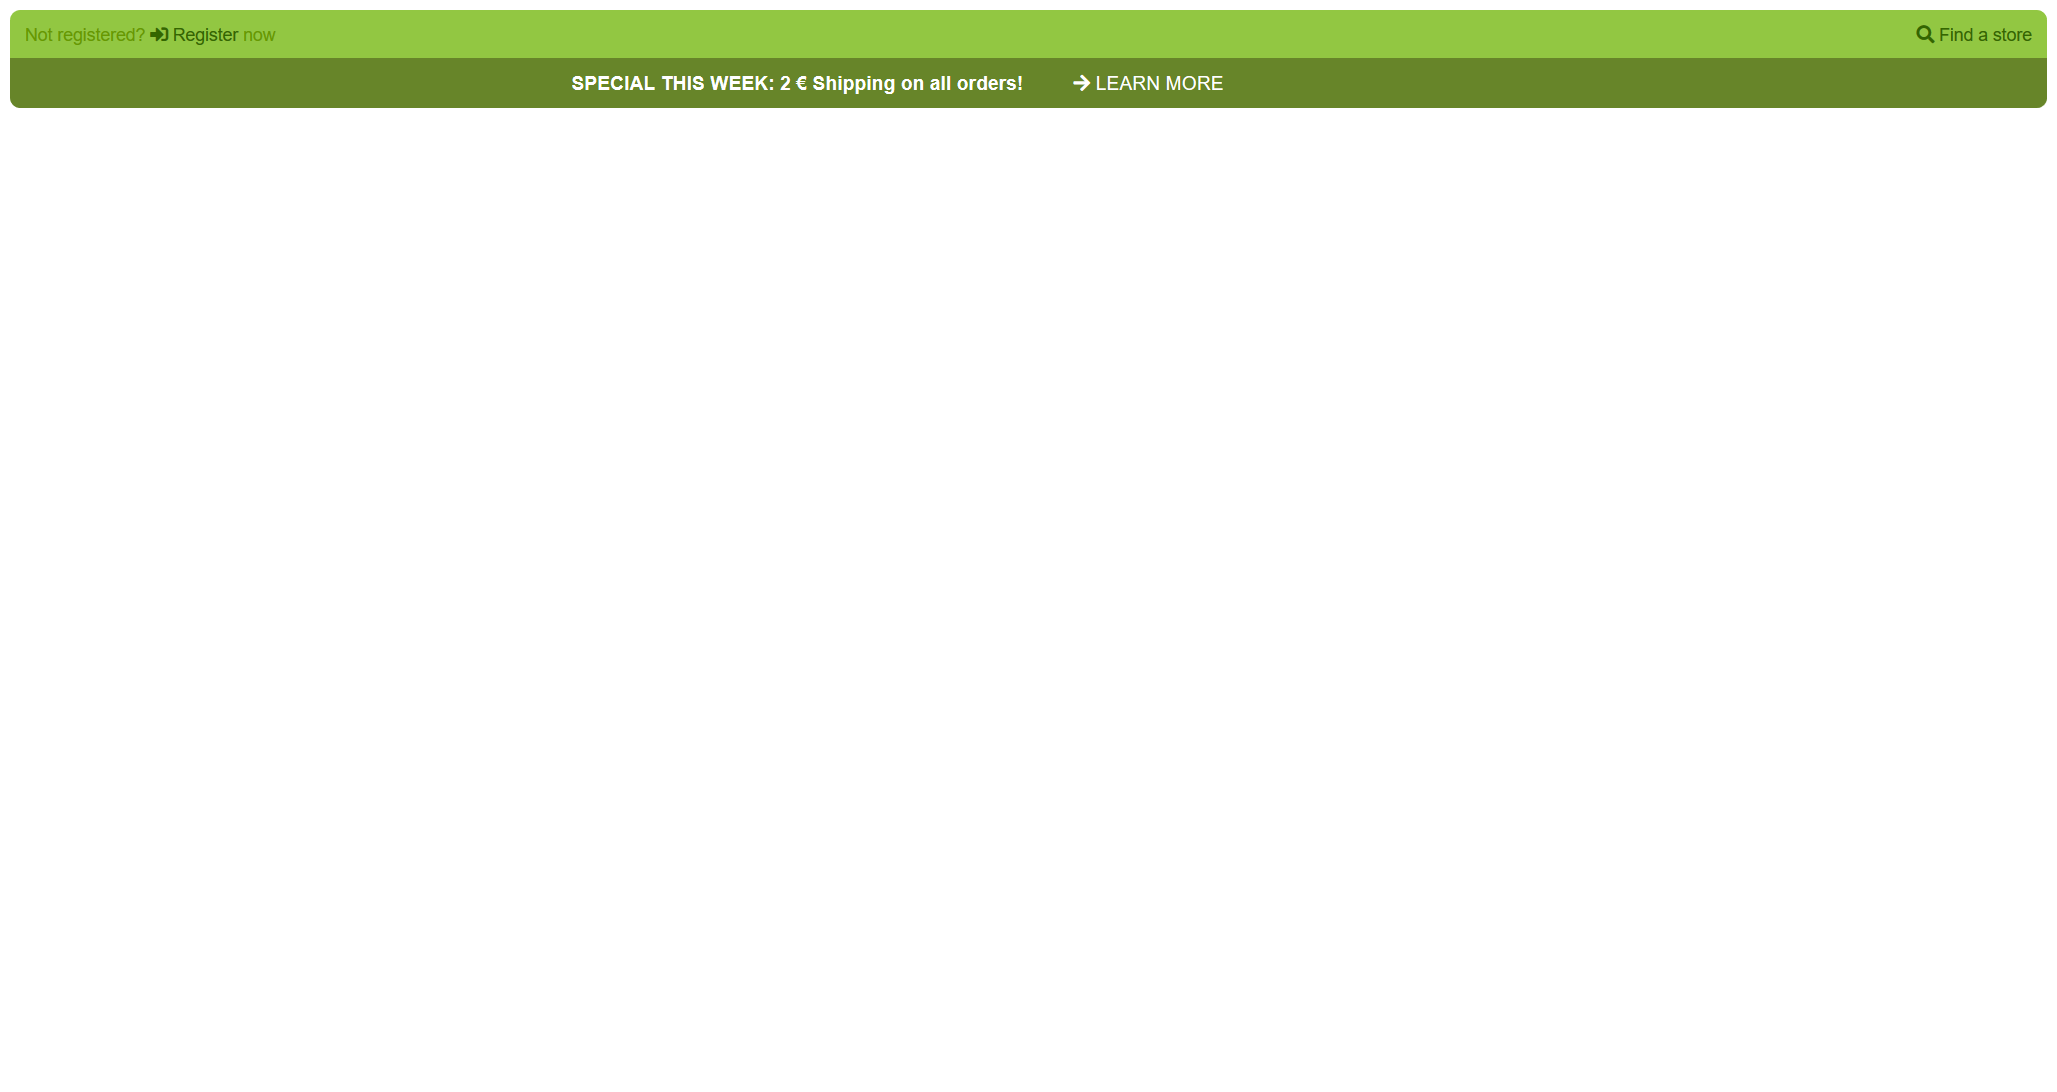 Not registered? Register now
Find a store
SPECIAL THIS WEEK: 2 € Shipping on all orders!
LEARN MORE